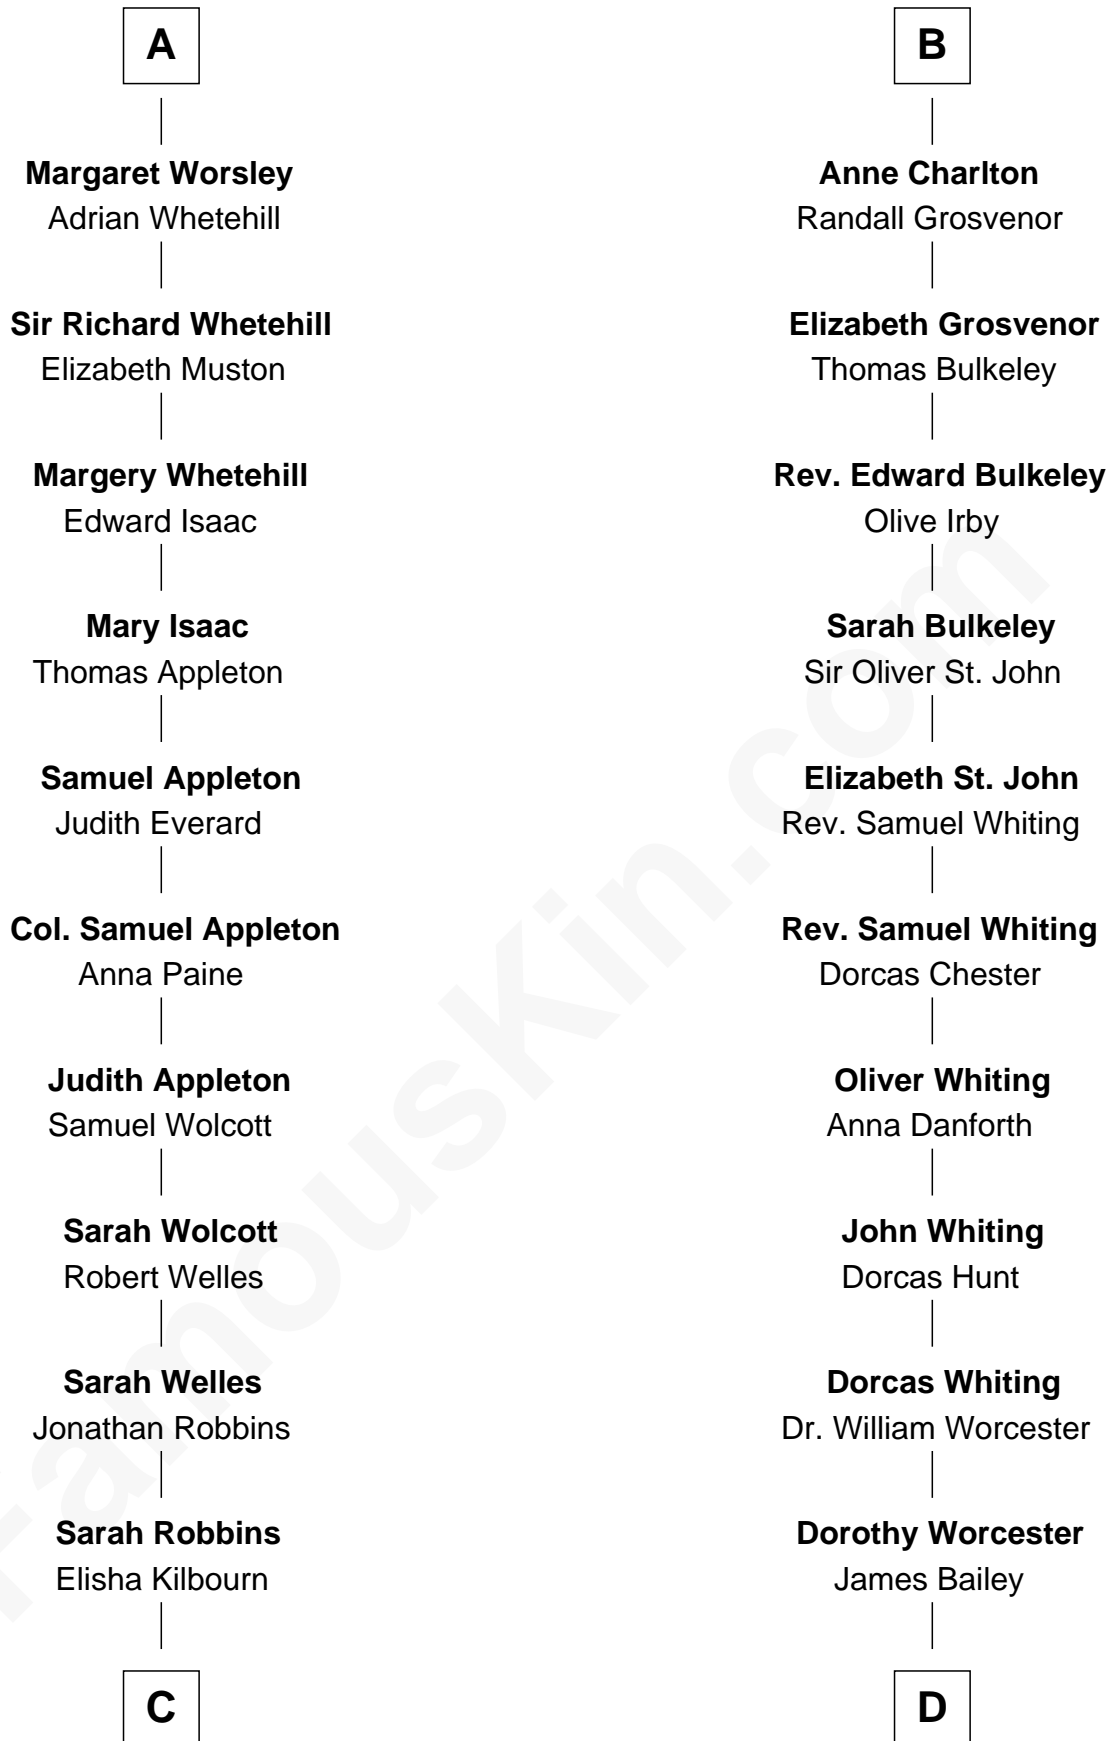 A
Margaret Worsley
Adrian Whetehill
Sir Richard Whetehill
Elizabeth Muston
Margery Whetehill
Edward Isaac
Mary Isaac
Thomas Appleton
Samuel Appleton
Judith Everard
Col. Samuel Appleton
Anna Paine
Judith Appleton
Samuel Wolcott
Sarah Wolcott
Robert Welles
Sarah Welles
Jonathan Robbins
Sarah Robbins
Elisha Kilbourn
C
B
Anne Charlton
Randall Grosvenor
Elizabeth Grosvenor
Thomas Bulkeley
Rev. Edward Bulkeley
Olive Irby
Sarah Bulkeley
Sir Oliver St. John
Elizabeth St. John
Rev. Samuel Whiting
Rev. Samuel Whiting
Dorcas Chester
Oliver Whiting
Anna Danforth
John Whiting
Dorcas Hunt
Dorcas Whiting
Dr. William Worcester
Dorothy Worcester
James Bailey
D
FamousKin.com